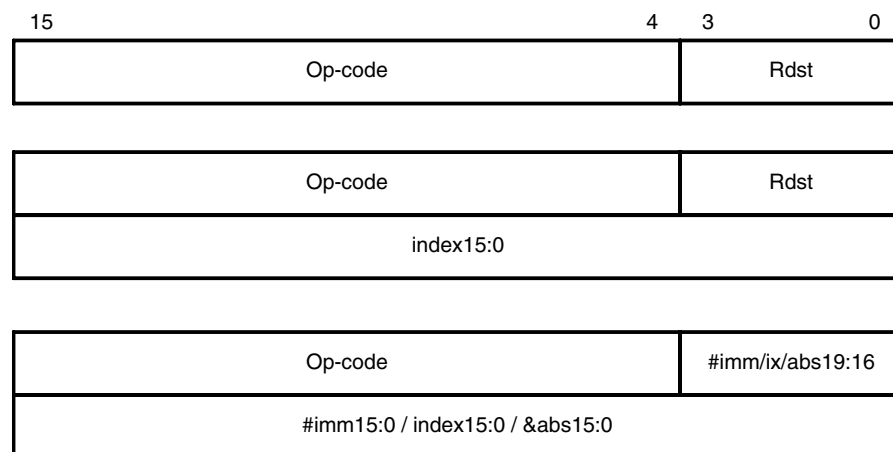 15 4 3 0
Op-code Rdst
Op-code Rdst
index15:0
Op-code #imm/ix/abs19:16
#imm15:0 / index15:0 / &abs15:0